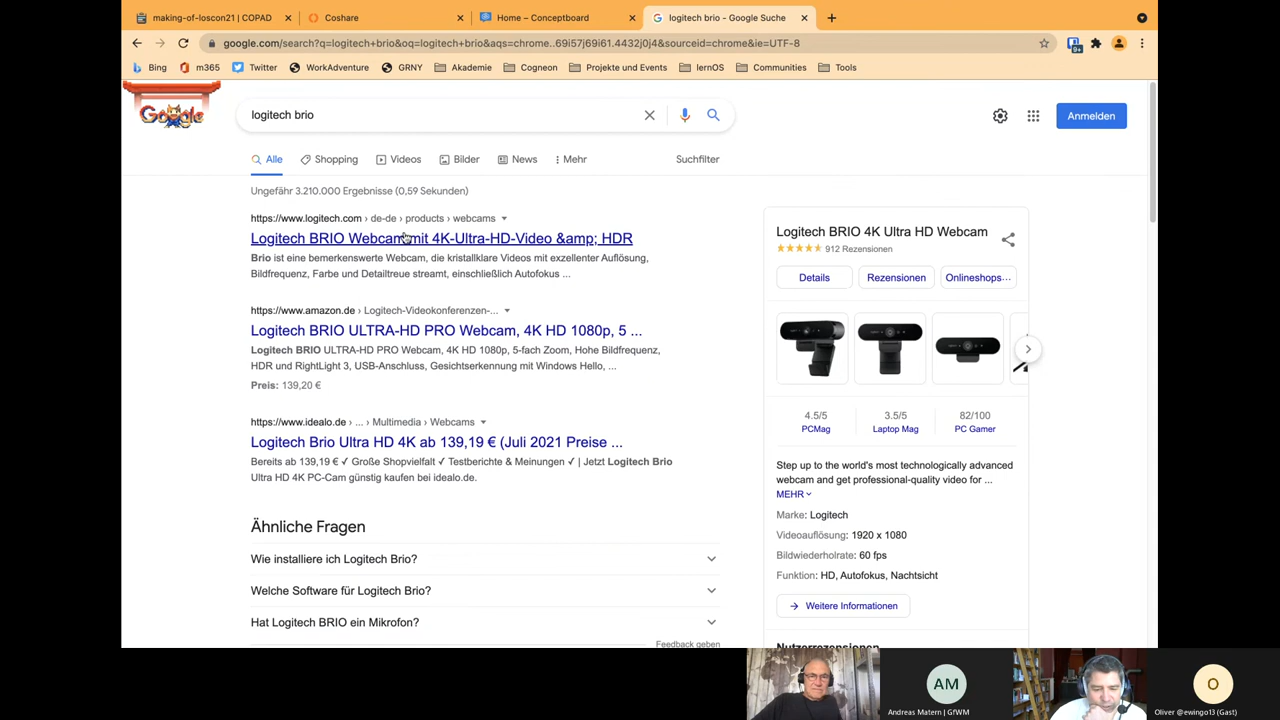 making-of-loscon21 | COPAD
Coshare
Home – Conceptboard
logitech brio - Google Suche
google.com/search?q=logitech+brio&oq=logitech+brio&aqs=chrome..69i57j69i61.4432j0j4&sourceid=chrome&ie=UTF-8
9+
Bing
m365
Twitter
WorkAdventure
GRNY
Akademie
Cogneon
Projekte und Events
lernOS
Communities
Tools
Google
logitech brio
Anmelden
Alle
Shopping
Videos
Bilder
News
Mehr
Suchfilter
Ungefähr 3.210.000 Ergebnisse (0,59 Sekunden)
https://www.logitech.com › de-de › products › webcams
Logitech BRIO Webcam mit 4K-Ultra-HD-Video &amp; HDR
Brio ist eine bemerkenswerte Webcam, die kristallklare Videos mit exzellenter Auflösung,
Bildfrequenz, Farbe und Detailtreue streamt, einschließlich Autofokus ...
https://www.amazon.de › Logitech-Videokonferenzen-...
Logitech BRIO ULTRA-HD PRO Webcam, 4K HD 1080p, 5 ...
Logitech BRIO ULTRA-HD PRO Webcam, 4K HD 1080p, 5-fach Zoom, Hohe Bildfrequenz,
HDR und RightLight 3, USB-Anschluss, Gesichtserkennung mit Windows Hello, ...
Preis: 139,20 €
https://www.idealo.de › ... › Multimedia › Webcams
Logitech Brio Ultra HD 4K ab 139,19 € (Juli 2021 Preise ...
Bereits ab 139,19 € ✓ Große Shopvielfalt ✓ Testberichte & Meinungen ✓ | Jetzt Logitech Brio
Ultra HD 4K PC-Cam günstig kaufen bei idealo.de.
Ähnliche Fragen
Wie installiere ich Logitech Brio?
Welche Software für Logitech Brio?
Hat Logitech BRIO ein Mikrofon?
Feedback geben
Logitech BRIO 4K Ultra HD Webcam
912 Rezensionen
Details
Rezensionen
Onlineshops...
4.5/5
PCMag
3.5/5
Laptop Mag
82/100
PC Gamer
Step up to the world's most technologically advanced
webcam and get professional-quality video for ...
MEHR
Marke: Logitech
Videoauflösung: 1920 x 1080
Bildwiederholrate: 60 fps
Funktion: HD, Autofokus, Nachtsicht
Weitere Informationen
Nutzerrezensionen
AM
Andreas Matern | GfWM
O
Oliver @ewingo13 (Gast)